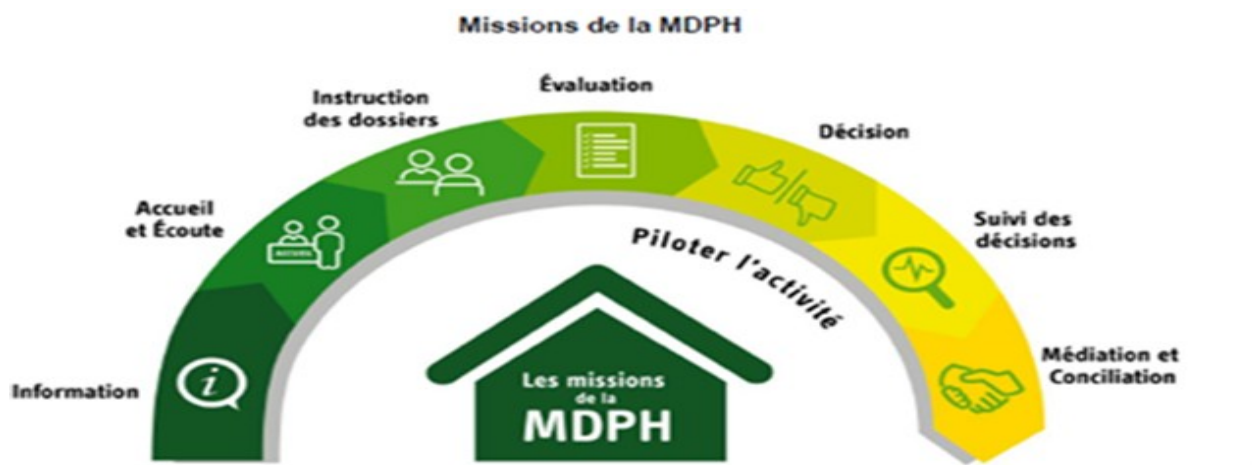 Missions de la MDPH
Information
Accueil
et Écoute
ACCUEIL
Instruction
des dossiers
Évaluation
Décision
Suivi des
décisions
Médiation et
Conciliation
Piloter l'activité
Les missions
de la
MDPH